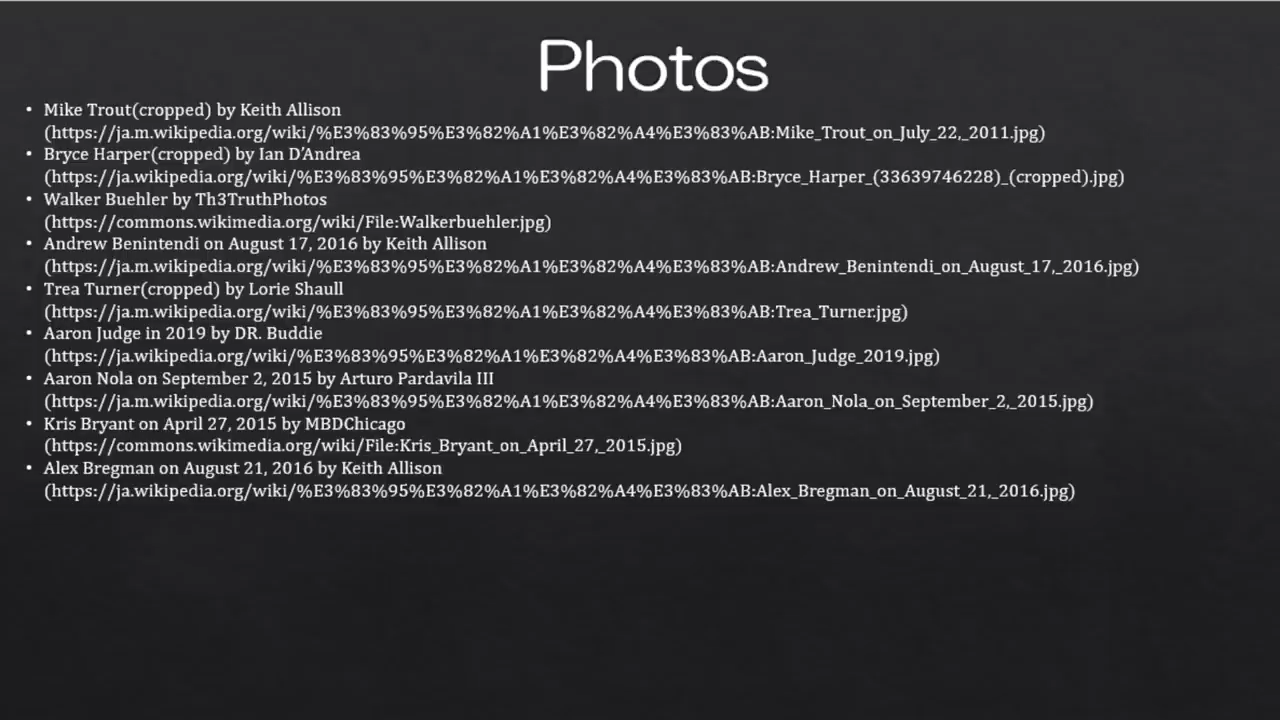 Photos
• Mike Trout(cropped) by Keith Allison
(https://ja.m.wikipedia.org/wiki/%E3%83%95%E3%82%A1%E3%82%A4%E3%83%AB:Mike_Trout_on_July_22,_2011.jpg)
• Bryce Harper(cropped) by Ian D’Andrea
(https://ja.wikipedia.org/wiki/%E3%83%95%E3%82%A1%E3%82%A4%E3%83%AB:Bryce_Harper_(33639746228)_(cropped).jpg)
• Walker Buehler by Th3TruthPhotos
(https://commons.wikimedia.org/wiki/File:Walkerbuehler.jpg)
• Andrew Benintendi on August 17, 2016 by Keith Allison
(https://ja.m.wikipedia.org/wiki/%E3%83%95%E3%82%A1%E3%82%A4%E3%83%AB:Andrew_Benintendi_on_August_17,_2016.jpg)
• Trea Turner(cropped) by Lorie Shaull
(https://ja.m.wikipedia.org/wiki/%E3%83%95%E3%82%A1%E3%82%A4%E3%83%AB:Trea_Turner.jpg)
• Aaron Judge in 2019 by DR. Buddie
(https://ja.wikipedia.org/wiki/%E3%83%95%E3%82%A1%E3%82%A4%E3%83%AB:Aaron_Judge_2019.jpg)
• Aaron Nola on September 2, 2015 by Arturo Pardavila III
(https://ja.m.wikipedia.org/wiki/%E3%83%95%E3%82%A1%E3%82%A4%E3%83%AB:Aaron_Nola_on_September_2,_2015.jpg)
• Kris Bryant on April 27, 2015 by MBDChicago
(https://commons.wikimedia.org/wiki/File:Kris_Bryant_on_April_27,_2015.jpg)
• Alex Bregman on August 21, 2016 by Keith Allison
(https://ja.wikipedia.org/wiki/%E3%83%95%E3%82%A1%E3%82%A4%E3%83%AB:Alex_Bregman_on_August_21,_2016.jpg)